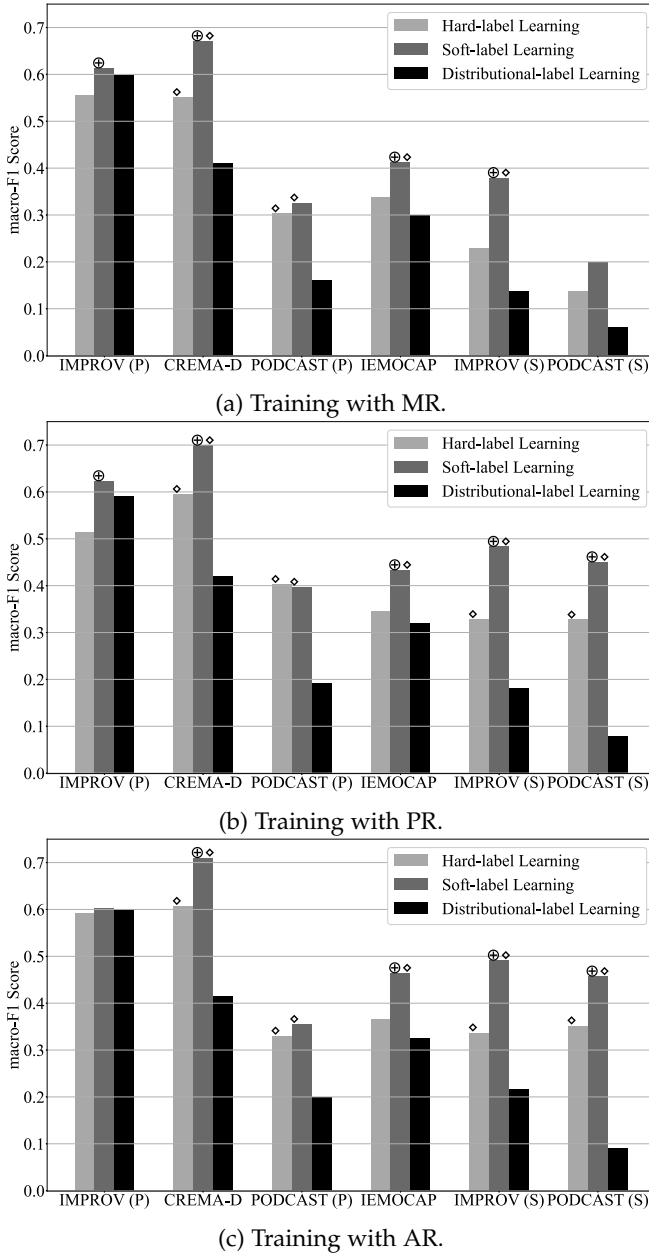 0.7
0.6
0.5
0.4
0.3
0.2
0.1
0.0
macro-F1 Score
Hard-label Learning
Soft-label Learning
Distributional-label Learning
IMPROV (P) CREMA-D PODCAST (P) IEMOCAP IMPROV (S) PODCAST (S)
(a) Training with MR.
0.7
0.6
0.5
0.4
0.3
0.2
0.1
0.0
macro-F1 Score
Hard-label Learning
Soft-label Learning
Distributional-label Learning
IMPROV (P) CREMA-D PODCAST (P) IEMOCAP IMPROV (S) PODCAST (S)
(b) Training with PR.
0.7
0.6
0.5
0.4
0.3
0.2
0.1
0.0
macro-F1 Score
Hard-label Learning
Soft-label Learning
Distributional-label Learning
IMPROV (P) CREMA-D PODCAST (P) IEMOCAP IMPROV (S) PODCAST (S)
(c) Training with AR.